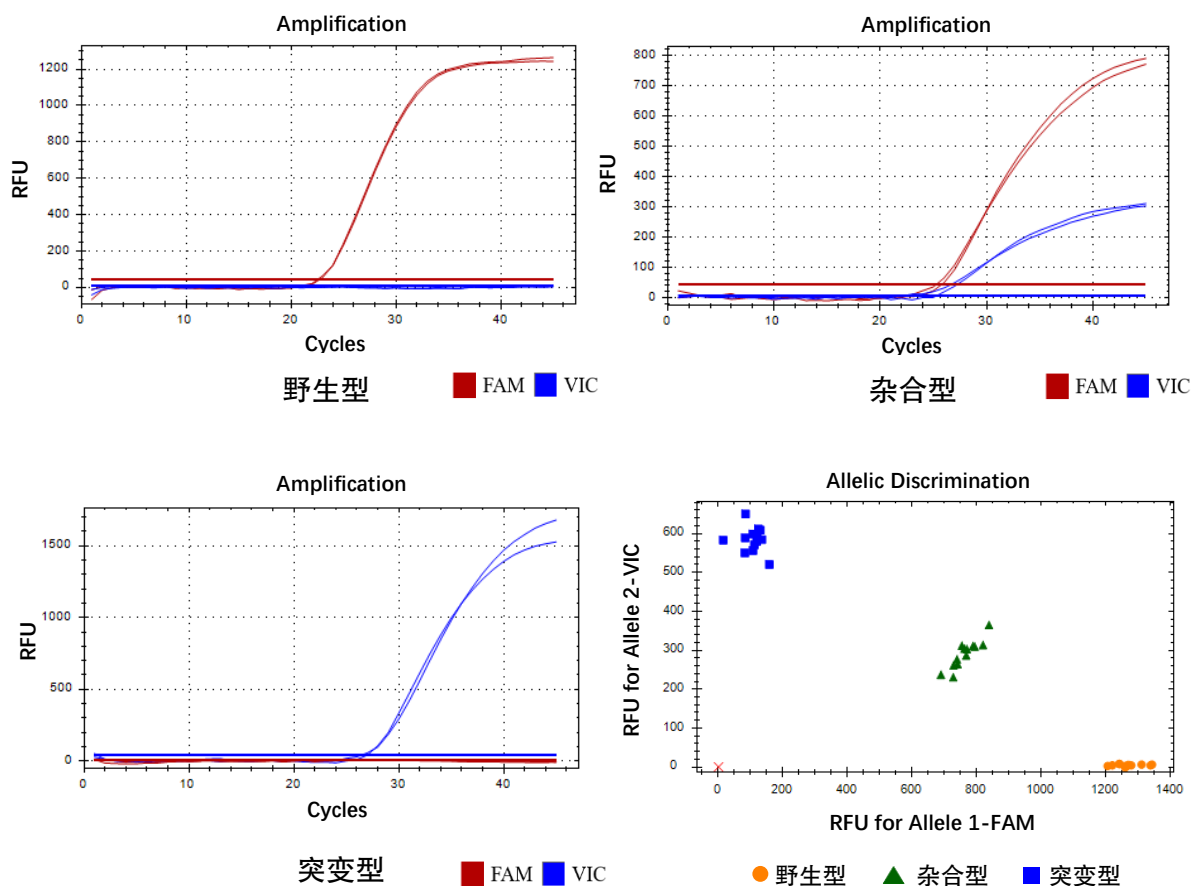 Amplification
RFU
1200
1000
800
600
400
200
0
0 10 20 30 40
Cycles
野生型 FAM VIC
Amplification
RFU
800
700
600
500
400
300
200
100
0
0 10 20 30 40
Cycles
杂合型 FAM VIC
Amplification
RFU
1500
1000
500
0
0 10 20 30 40
Cycles
突变型 FAM VIC
Allelic Discrimination
RFU for Allele 2-VIC
600
500
400
300
200
100
0
0 200 400 600 800 1000 1200 1400
RFU for Allele 1-FAM
野生型 杂合型 突变型